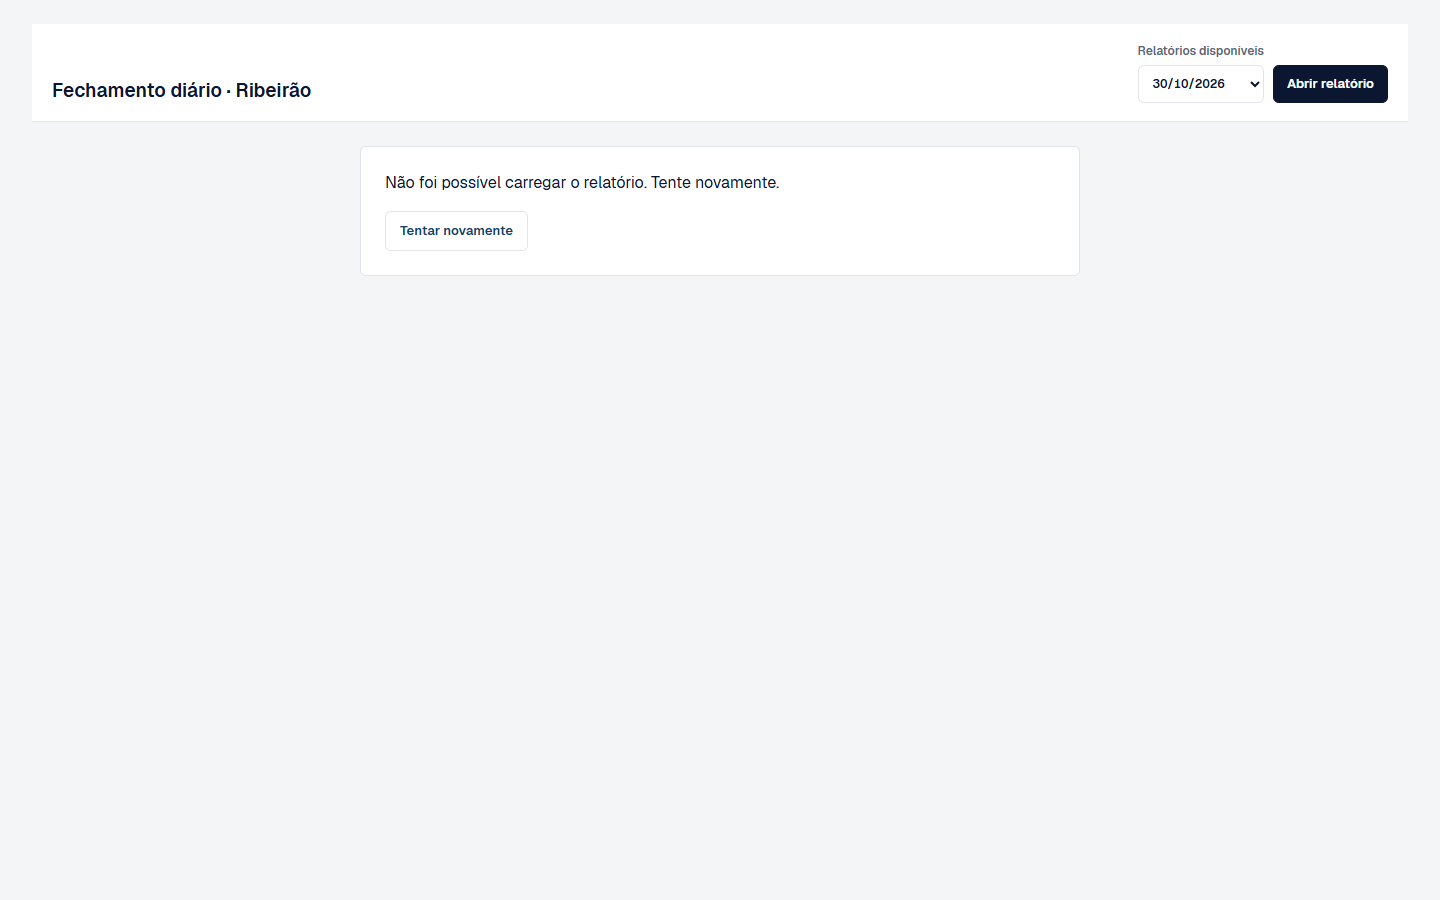 Fechamento diário · Ribeirão
Relatórios disponíveis
30/10/2026
Abrir relatório
Não foi possível carregar o relatório. Tente novamente.
Tentar novamente